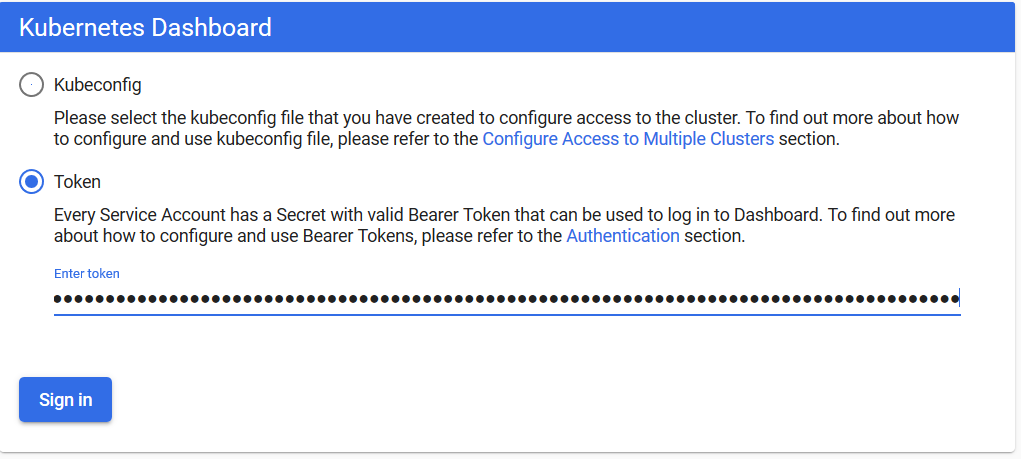 Kubernetes Dashboard
Kubeconfig
Please select the kubeconfig file that you have created to configure access to the cluster. To find out more about how
to configure and use kubeconfig file, please refer to the Configure Access to Multiple Clusters section.
Token
Every Service Account has a Secret with valid Bearer Token that can be used to log in to Dashboard. To find out more
about how to configure and use Bearer Tokens, please refer to the Authentication section.
Enter token
Sign in